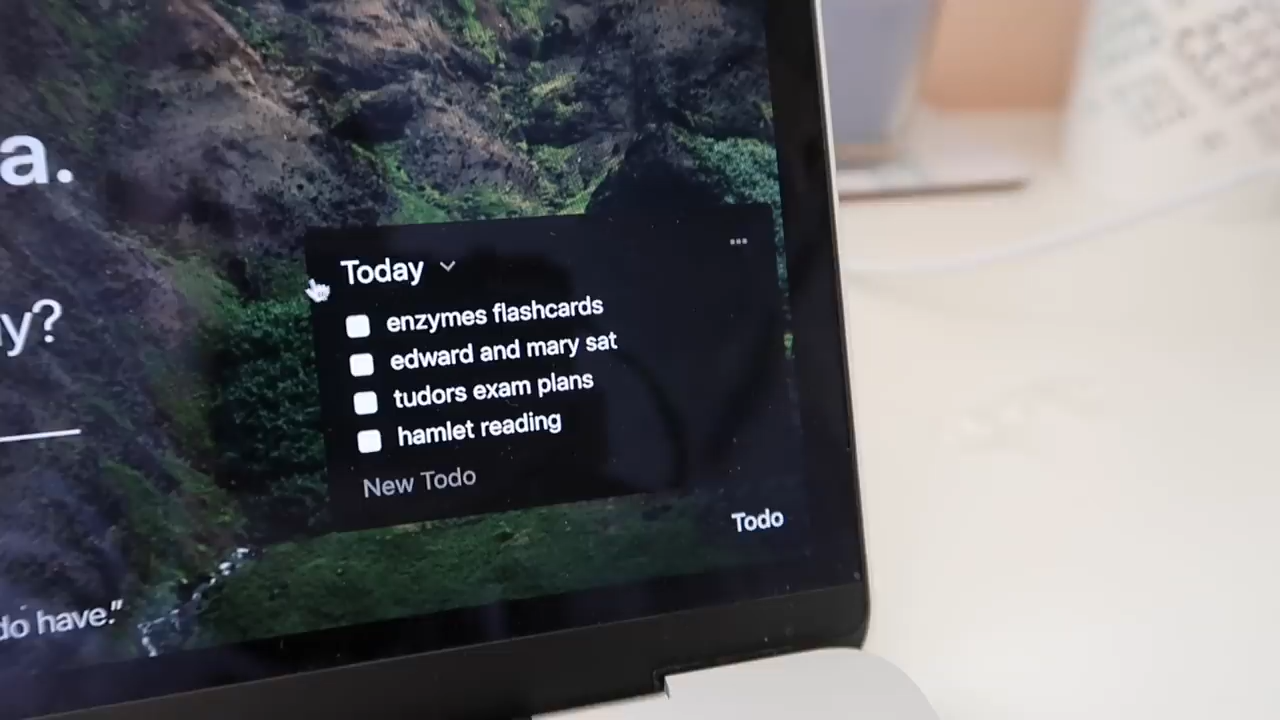 a.
y?
Today
enzymes flashcards
edward and mary sat
tudors exam plans
hamlet reading
New Todo
Todo
do have."